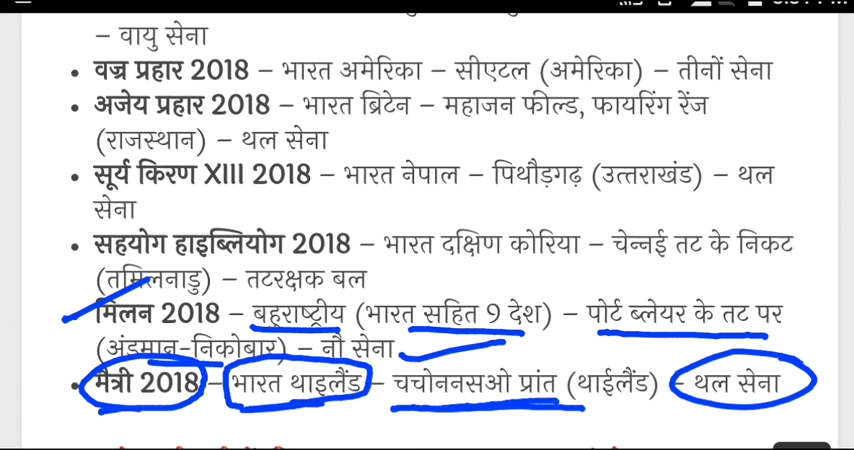 – वायु सेना
• वज्र प्रहार 2018 – भारत अमेरिका – सीएटल (अमेरिका) – तीनों सेना
• अजेय प्रहार 2018 – भारत ब्रिटेन – महाजन फील्ड, फायरिंग रेंज
(राजस्थान) – थल सेना
• सूर्य किरण XIII 2018 – भारत नेपाल – पिथौड़गढ़ (उत्तराखंड) – थल
सेना
• सहयोग हाइब्लियोग 2018 – भारत दक्षिण कोरिया – चेन्नई तट के निकट
(तमिलनाडु) – तटरक्षक बल
मिलन 2018 – बहुराष्ट्रीय (भारत सहित 9 देश) – पोर्ट ब्लेयर के तट पर
(अंडमान-निकोबार) – नौ सेना
• मैत्री 2018 – भारत थाइलैंड – चचोननसओ प्रांत (थाईलैंड) – थल सेना